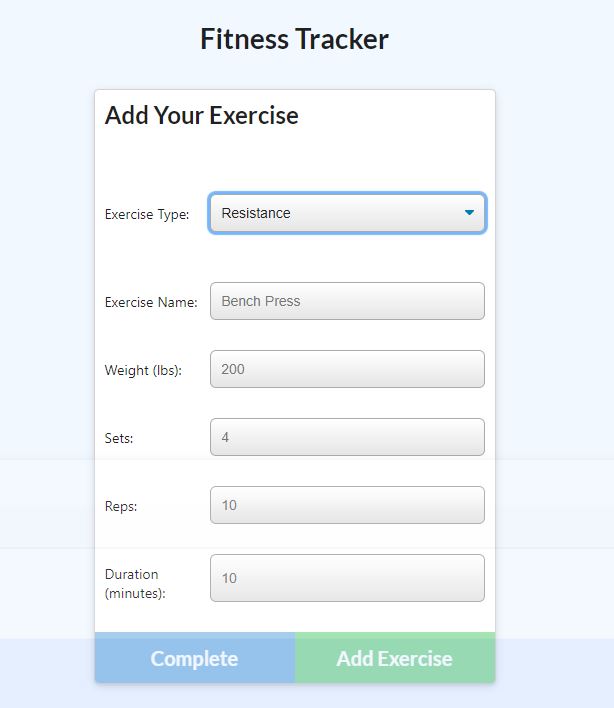 Fitness Tracker
Add Your Exercise
Exercise Type: Resistance
Exercise Name: Bench Press
Weight (lbs): 200
Sets: 4
Reps: 10
Duration
(minutes): 10
Complete Add Exercise